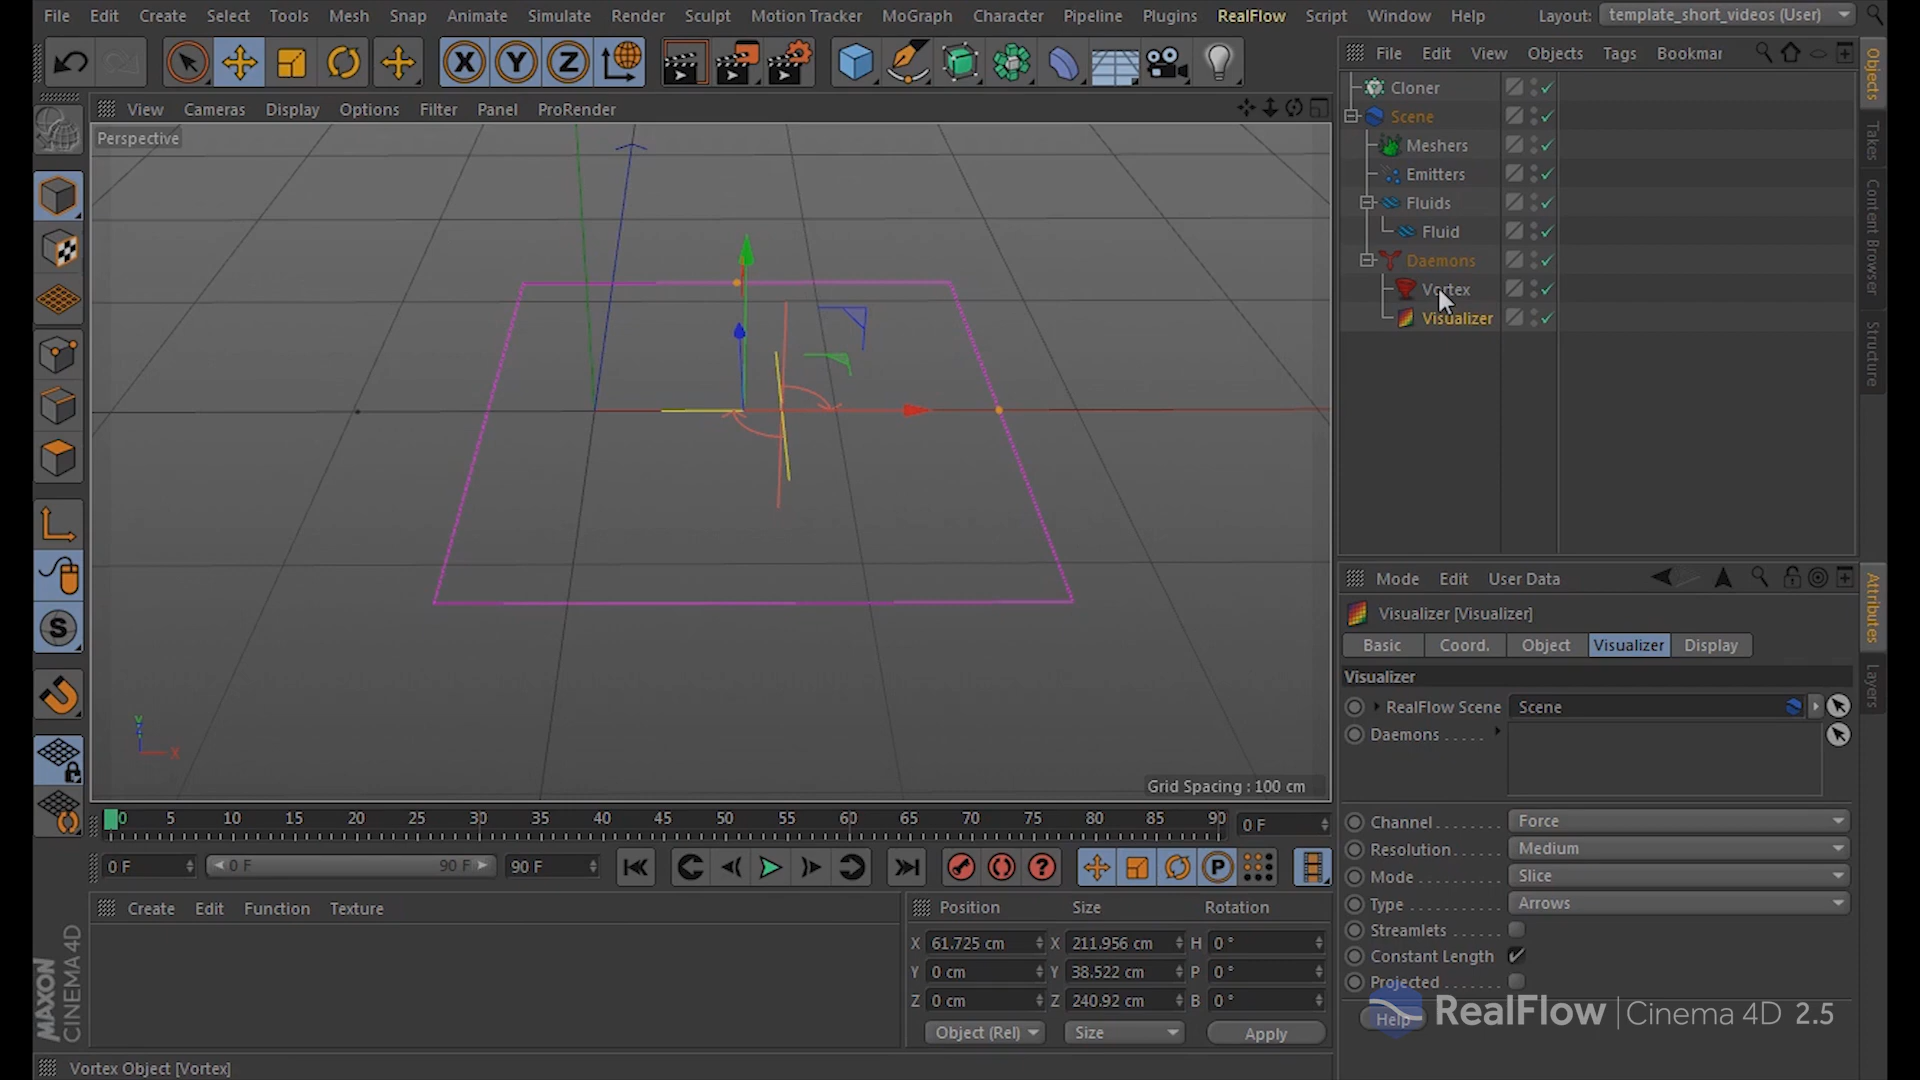 File Edit Create Select Tools Mesh Snap Animate Simulate Render Sculpt Motion Tracker MoGraph Character Pipeline Plugins RealFlow Script Window Help Layout: template_short_videos (User)
X Y Z
File Edit View Objects Tags Bookmar
View Cameras Display Options Filter Panel ProRender
Perspective
Cloner
Scene
Meshers
Emitters
Fluids
Fluid
Daemons
Vortex
Visualizer
Objects
Takes
Content Browser
Structure
S
Y
X
Grid Spacing : 100 cm
Mode Edit User Data
Visualizer [Visualizer]
Basic Coord. Object Visualizer Display
Visualizer
RealFlow Scene Scene
Daemons . . . . .
Channel . . . . . . . Force
Resolution . . . . . Medium
Mode . . . . . . . . . Slice
Type . . . . . . . . . . Arrows
Streamlets . . . . .
Constant Length
Projected . . . . . . .
Help
Attributes
Layers
0 5 10 15 20 25 30 35 40 45 50 55 60 65 70 75 80 85 90 0 F
0 F 0 F 90 F 90 F
? P
Create Edit Function Texture
Position Size Rotation
X 61.725 cm X 211.956 cm H 0 °
Y 0 cm Y 38.522 cm P 0 °
Z 0 cm Z 240.92 cm B 0 °
Object (Rel) Size Apply
MAXON
CINEMA 4D
RealFlow | Cinema 4D 2.5
Vortex Object [Vortex]